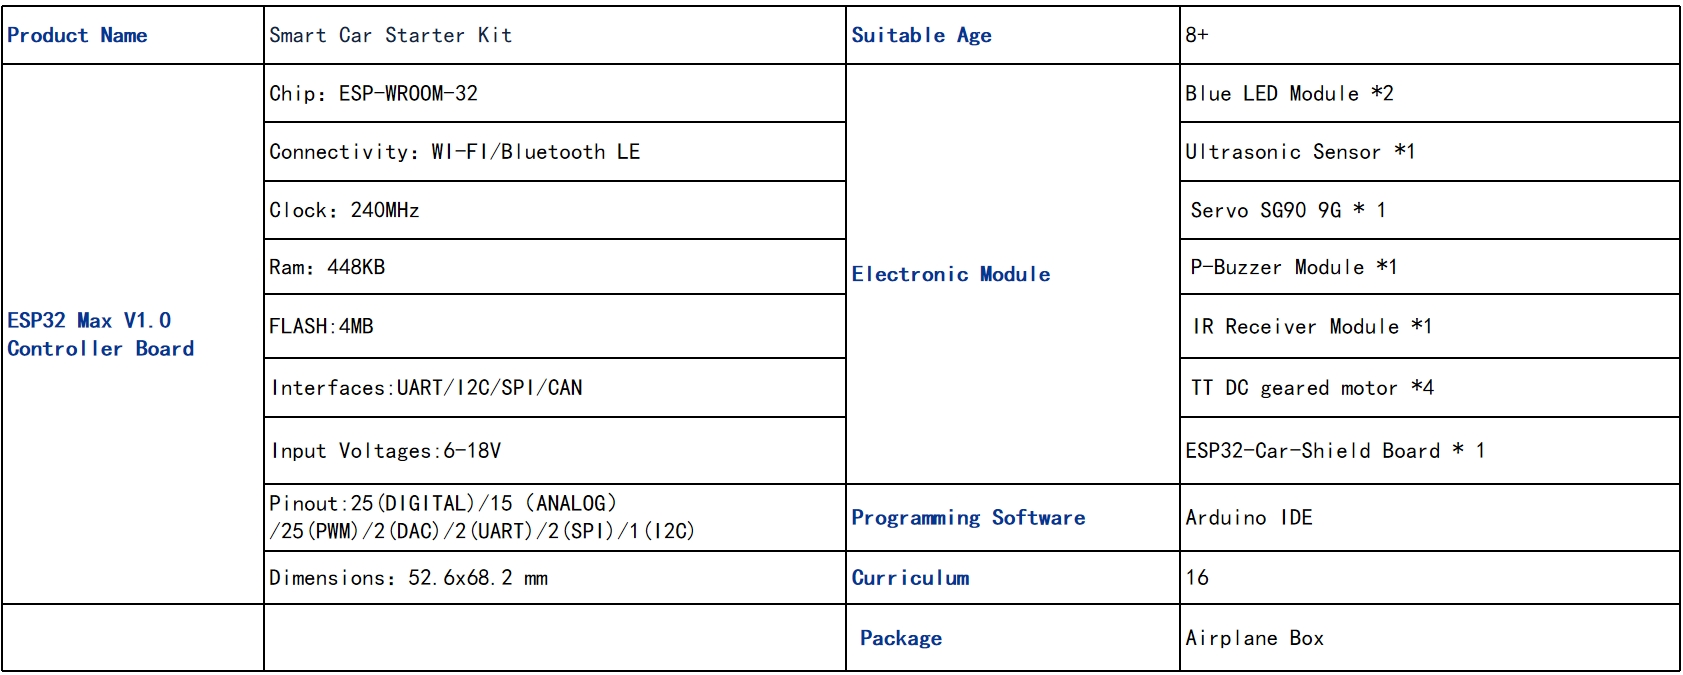 Product Name
Smart Car Starter Kit
Suitable Age
8+
ESP32 Max V1.0
Controller Board
Chip: ESP-WROOM-32
Connectivity: WI-FI/Bluetooth LE
Clock: 240MHz
Ram: 448KB
FLASH:4MB
Interfaces:UART/I2C/SPI/CAN
Input Voltages:6-18V
Pinout:25(DIGITAL)/15（ANALOG）
/25(PWM)/2(DAC)/2(UART)/2(SPI)/1(I2C)
Dimensions: 52.6x68.2 mm
Electronic Module
Blue LED Module *2
Ultrasonic Sensor *1
Servo SG90 9G * 1
P-Buzzer Module *1
IR Receiver Module *1
TT DC geared motor *4
ESP32-Car-Shield Board * 1
Programming Software
Arduino IDE
Curriculum
16
Package
Airplane Box